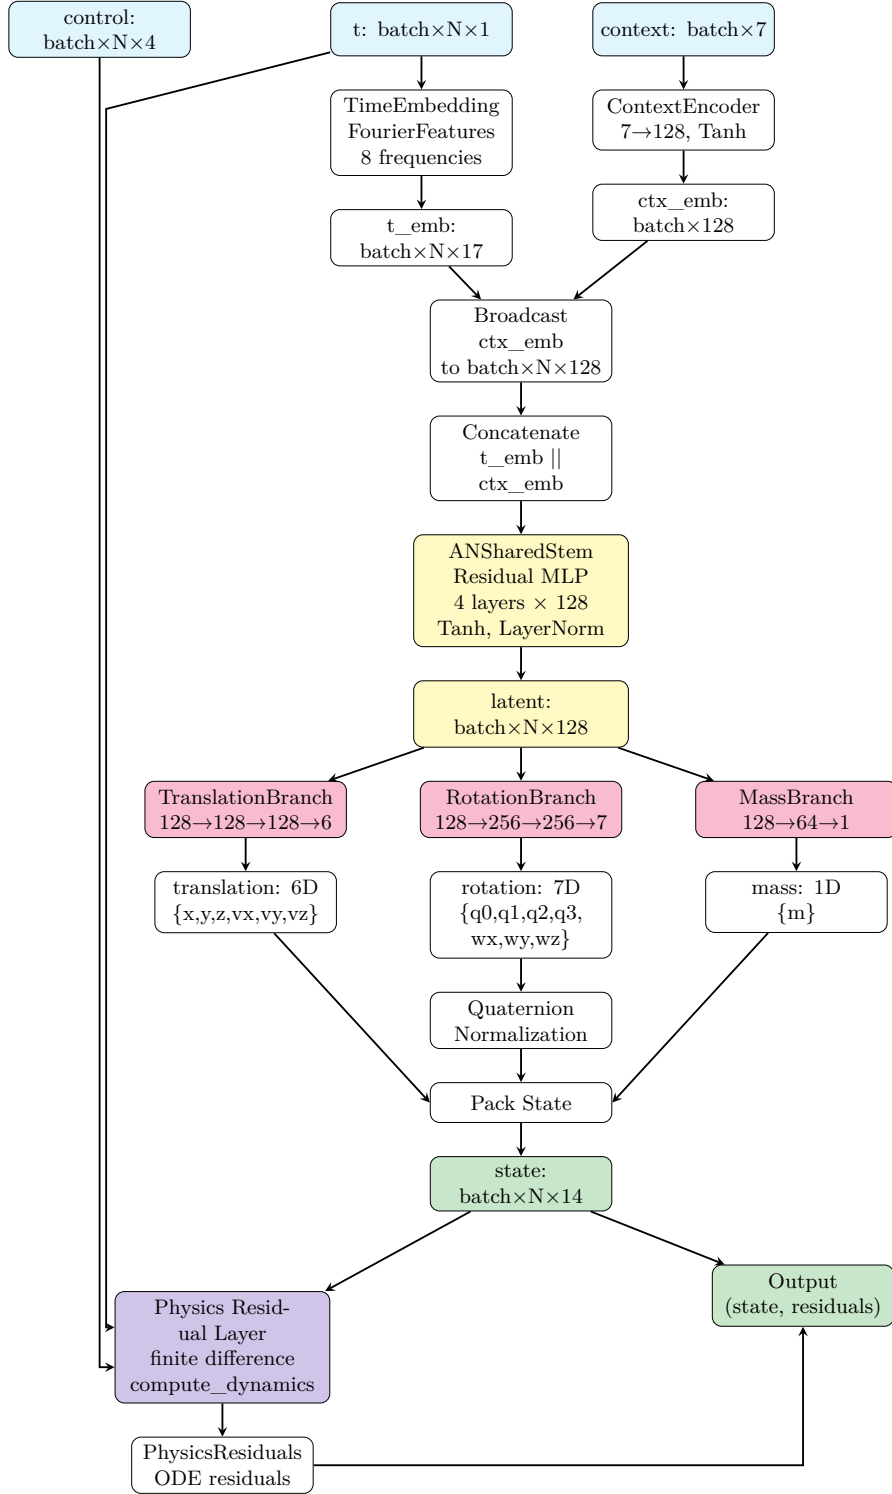 control:
batch×N×4
t: batch×N×1
context: batch×7
TimeEmbedding
FourierFeatures
8 frequencies
ContextEncoder
7→128, Tanh
t_emb:
batch×N×17
ctx_emb:
batch×128
Broadcast
ctx_emb
to batch×N×128
Concatenate
t_emb ||
ctx_emb
ANSharedStem
Residual MLP
4 layers × 128
Tanh, LayerNorm
latent:
batch×N×128
TranslationBranch
128→128→128→6
RotationBranch
128→256→256→7
MassBranch
128→64→1
translation: 6D
{x,y,z,vx,vy,vz}
rotation: 7D
{q0,q1,q2,q3,
wx,wy,wz}
mass: 1D
{m}
Quaternion
Normalization
Pack State
state:
batch×N×14
Physics Resid-
ual Layer
finite difference
compute_dynamics
Output
(state, residuals)
PhysicsResiduals
ODE residuals